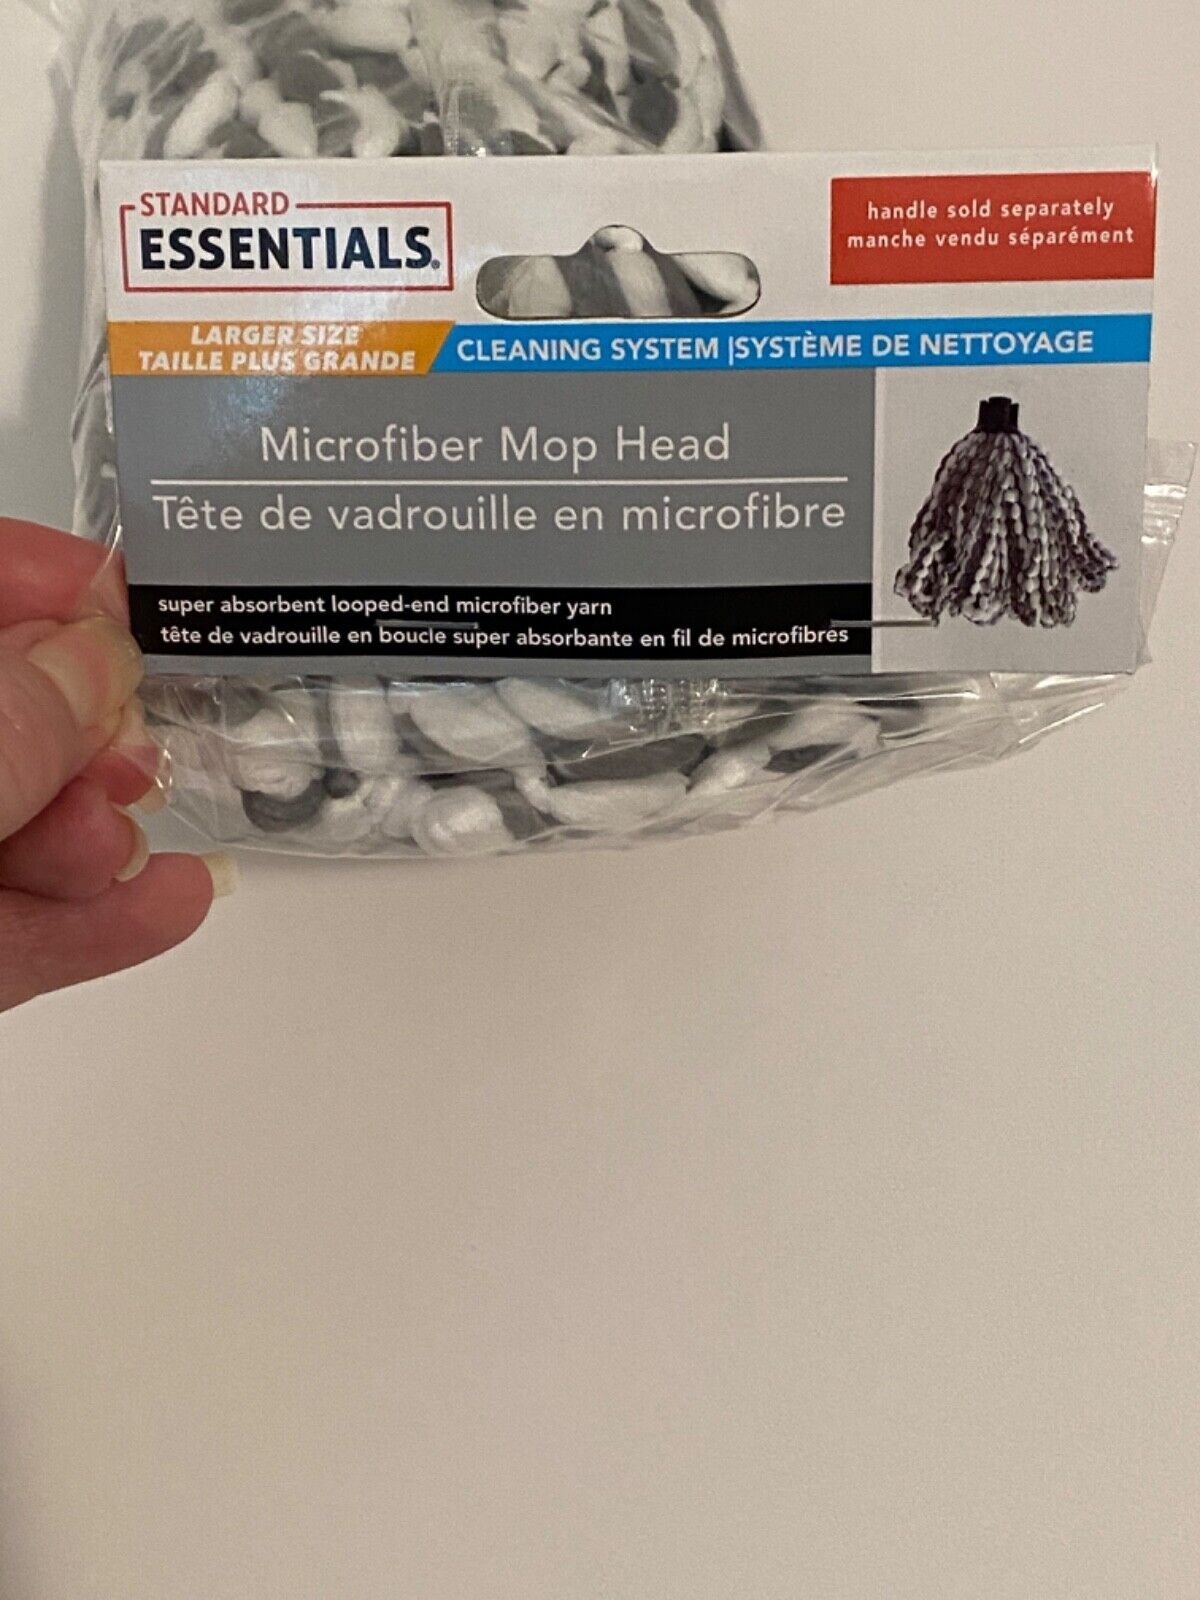 STANDARD
ESSENTIALS®
handle sold separately
manche vendu séparément
LARGER SIZE
TAILLE PLUS GRANDE
CLEANING SYSTEM |SYSTÈME DE NETTOYAGE
Microfiber Mop Head
Tête de vadrouille en microfibre
super absorbent looped-end microfiber yarn
tête de vadrouille en boucle super absorbante en fil de microfibres